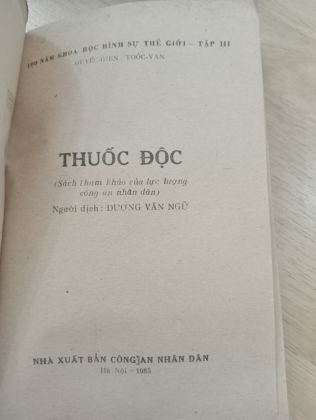 100 NĂM KHOA HỌC HÌNH SỰ THẾ GIỚI - TẬP III
GUYẾC-GIEN TOÓC-VAN
THUỐC ĐỘC
(Sách tham khảo của lực lượng
công an nhân dân)
Người dịch: DƯƠNG VĂN NGỮ
NHÀ XUẤT BẢN CÔNG AN NHÂN DÂN
Hà Nội - 1985